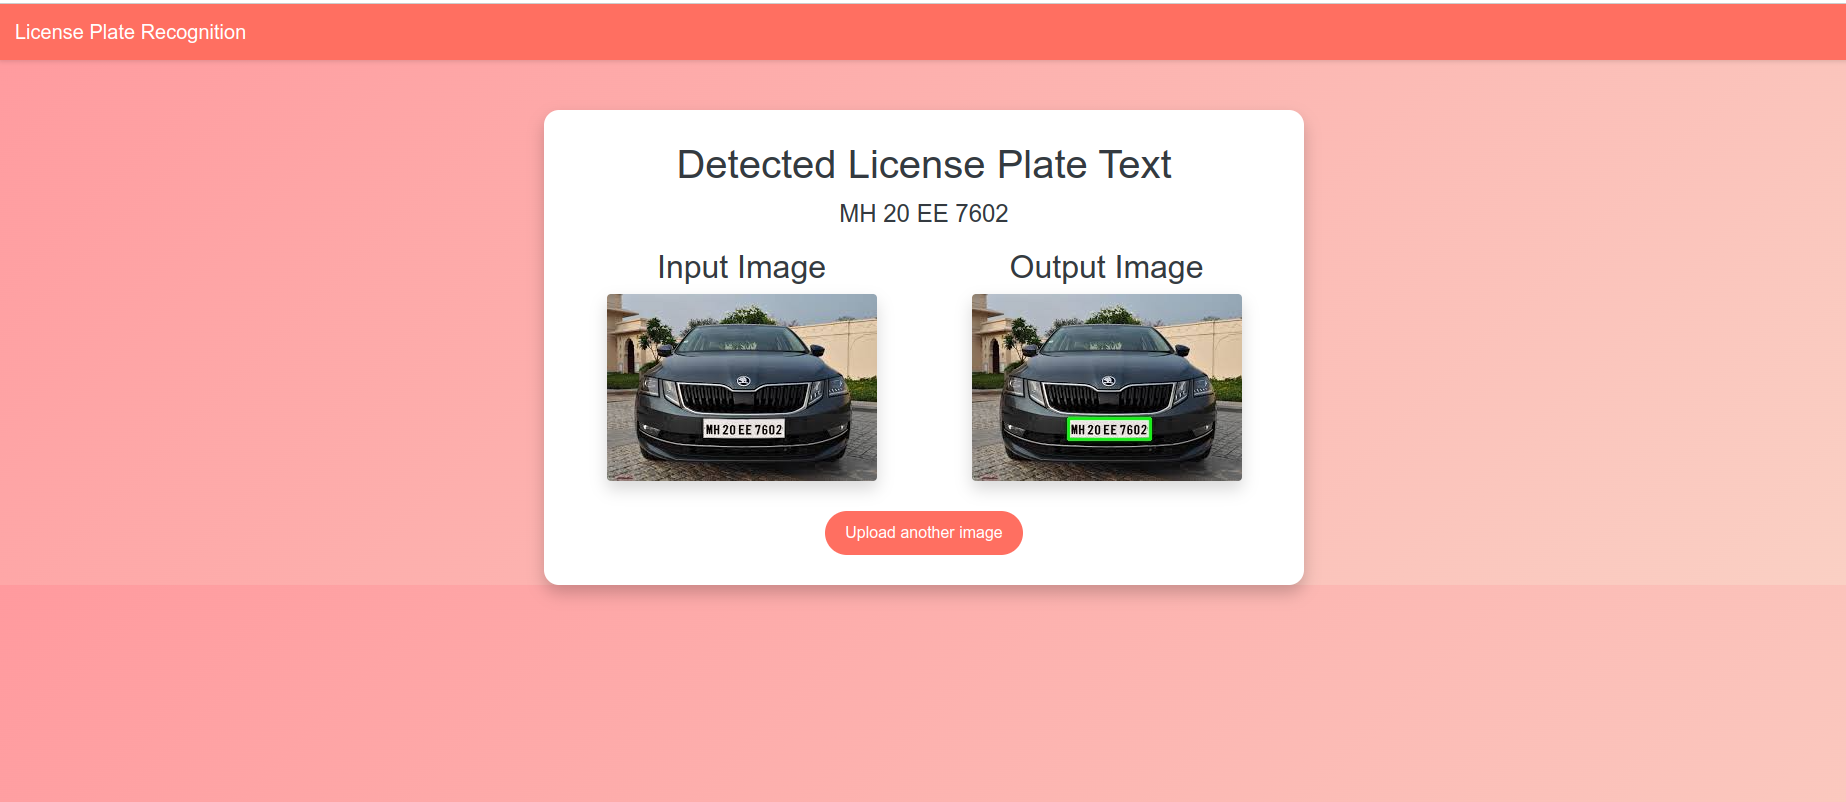 License Plate Recognition
Detected License Plate Text
MH 20 EE 7602
Input Image
Output Image
MH 20 EE 7602
MH 20 EE 7602
Upload another image